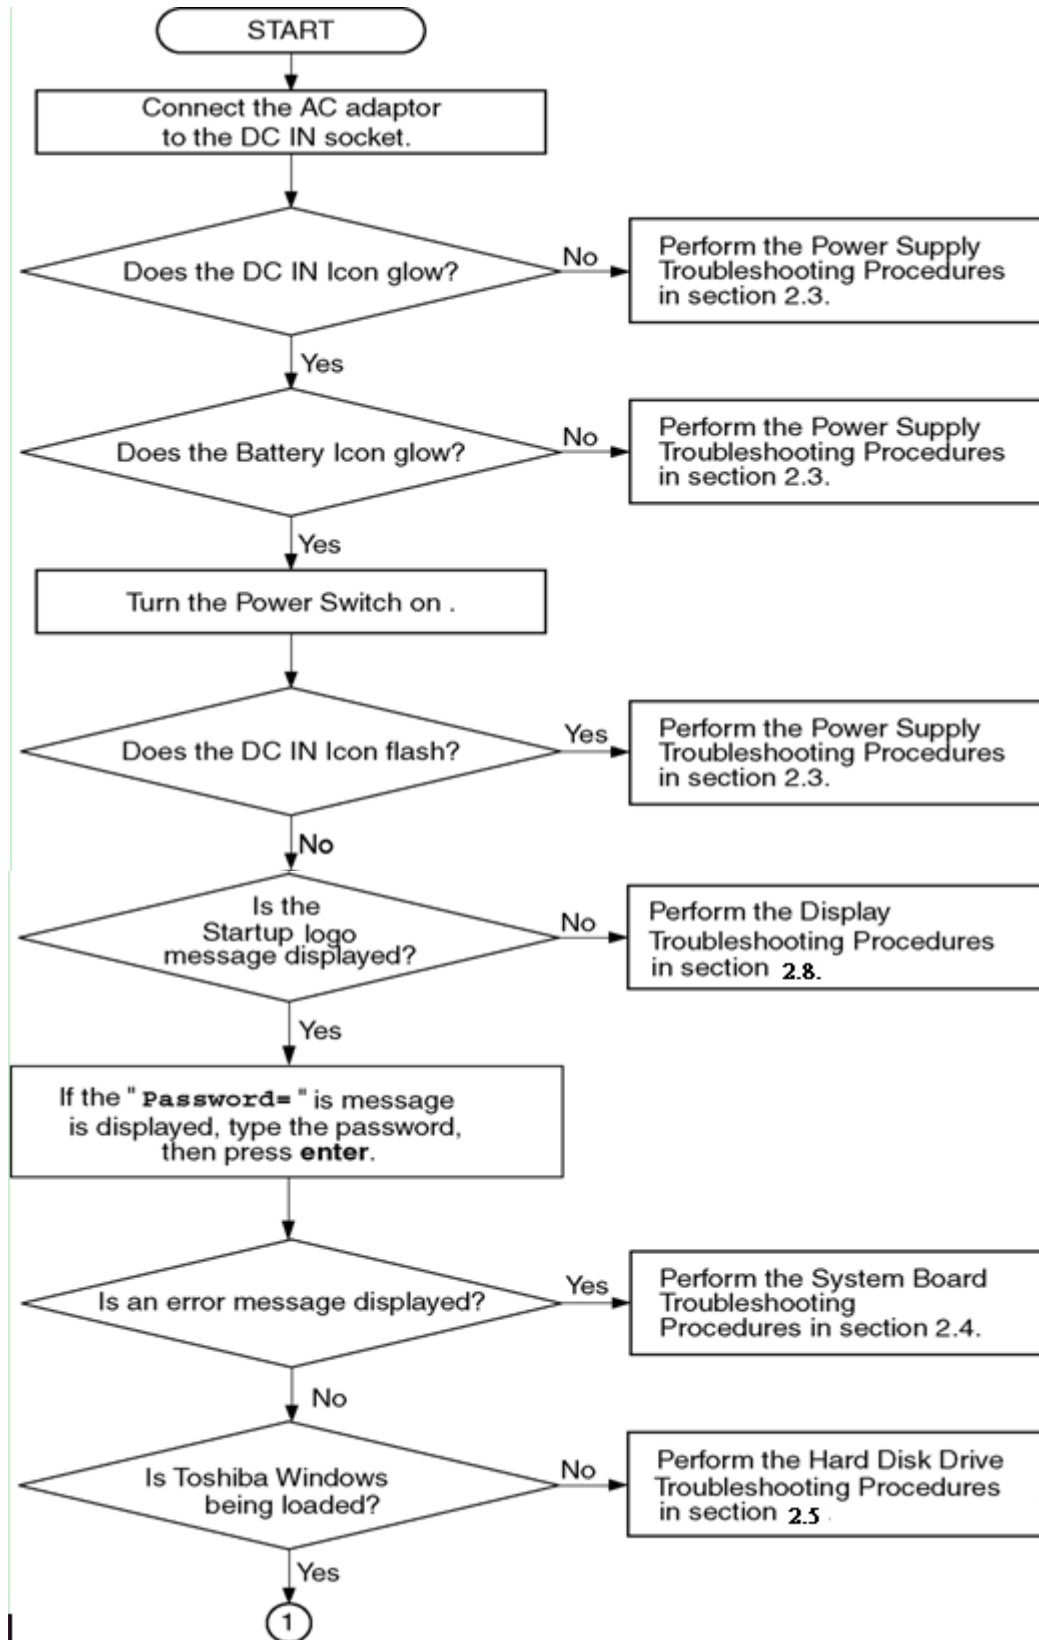 START
Connect the AC adaptor
to the DC IN socket.
Does the DC IN Icon glow?
No
Perform the Power Supply
Troubleshooting Procedures
in section 2.3.
Yes
Does the Battery Icon glow?
No
Perform the Power Supply
Troubleshooting Procedures
in section 2.3.
Yes
Turn the Power Switch on .
Does the DC IN Icon flash?
Yes
Perform the Power Supply
Troubleshooting Procedures
in section 2.3.
No
Is the
Startup logo
message displayed?
No
Perform the Display
Troubleshooting Procedures
in section 2.8.
Yes
If the " Password= " is message
is displayed, type the password,
then press enter.
Is an error message displayed?
Yes
Perform the System Board
Troubleshooting
Procedures in section 2.4.
No
Is Toshiba Windows
being loaded?
No
Perform the Hard Disk Drive
Troubleshooting Procedures
in section 2.5 .
Yes
1